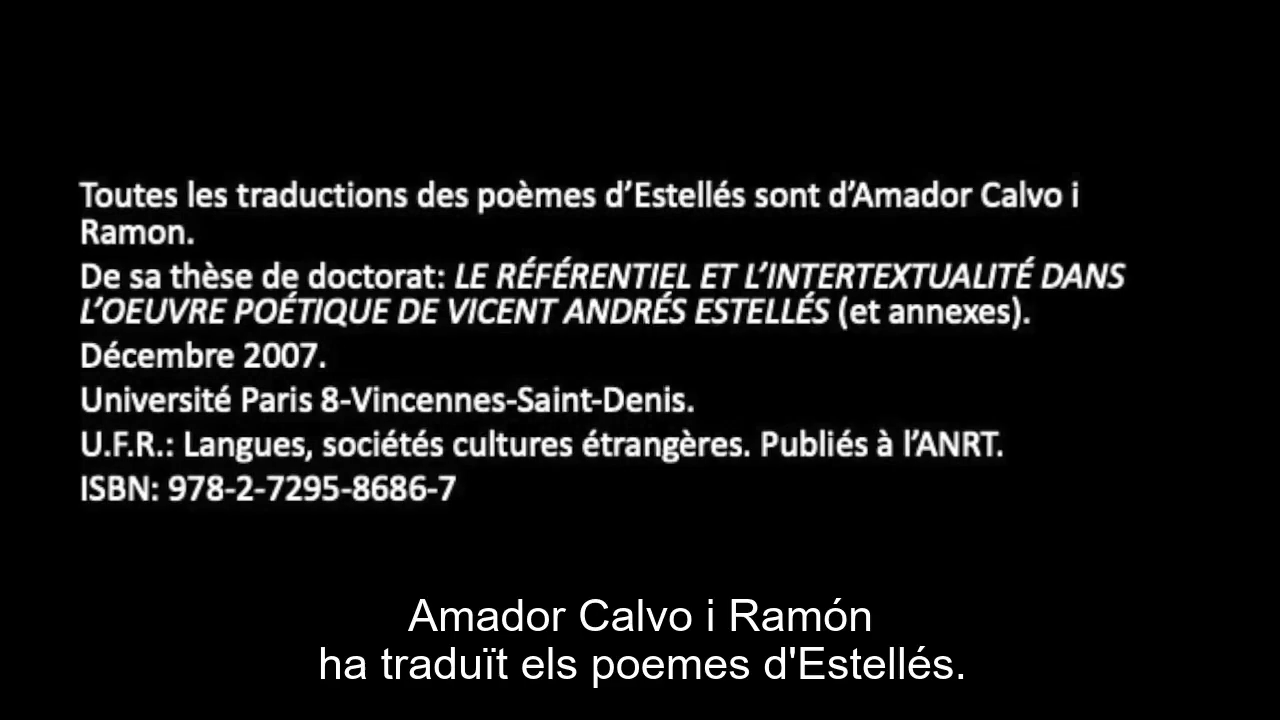 Toutes les traductions des poèmes d’Estellés sont d’Amador Calvo i
Ramon.
De sa thèse de doctorat: LE RÉFÉRENTIEL ET L’INTERTEXTUALITÉ DANS
L’OEUVRE POÉTIQUE DE VICENT ANDRÉS ESTELLÉS (et annexes).
Décembre 2007.
Université Paris 8-Vincennes-Saint-Denis.
U.F.R.: Langues, sociétés cultures étrangères. Publiés à l’ANRT.
ISBN: 978-2-7295-8686-7
Amador Calvo i Ramón
ha traduït els poemes d'Estellés.